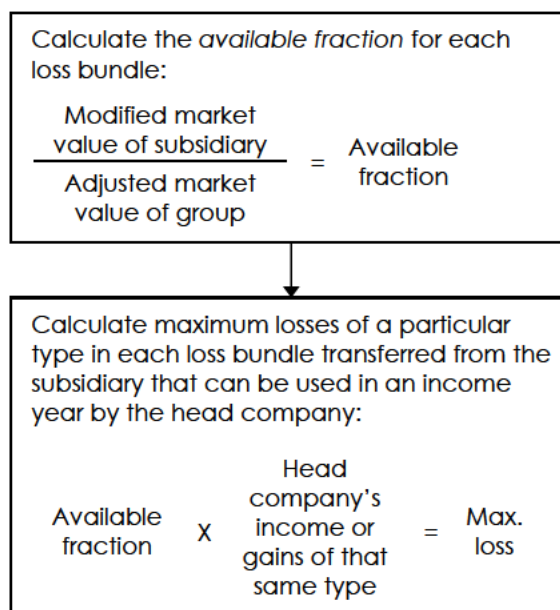 Calculate the available fraction for each
loss bundle:
Modified market
value of subsidiary
Adjusted market
value of group
=
Available
fraction
Calculate maximum losses of a particular
type in each loss bundle transferred from the
subsidiary that can be used in an income
year by the head company:
Available
fraction
X
Head
company’s
income or
gains of that
same type
=
Max.
loss